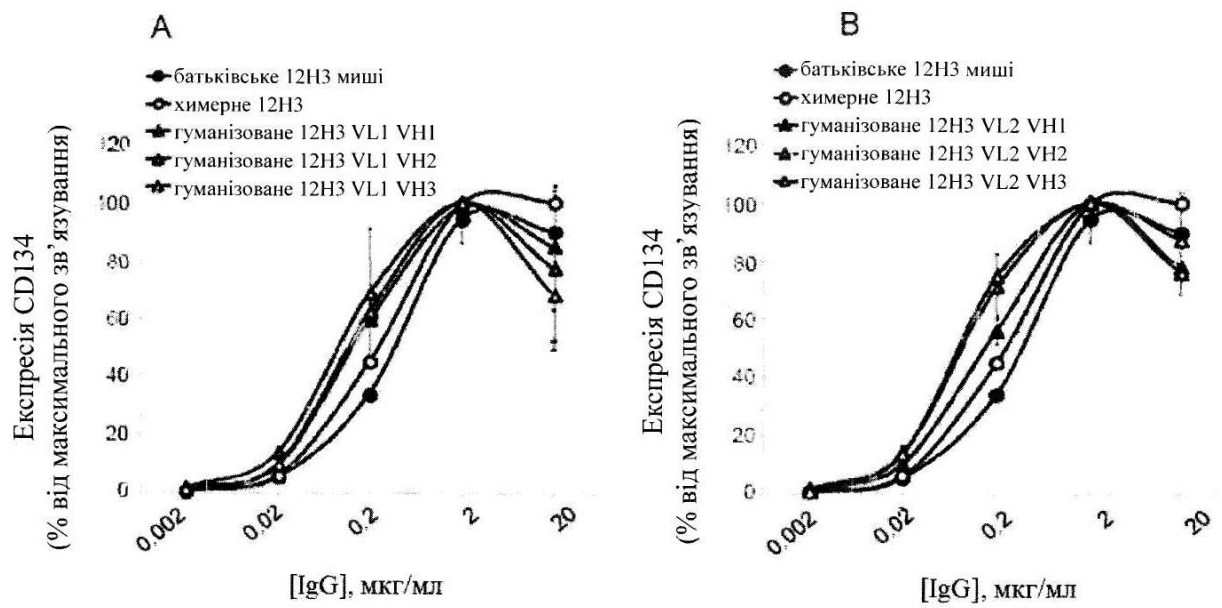 A
батьківське 12Н3 миші
химерне 12Н3
гуманізоване 12Н3 VL1 VH1
гуманізоване 12Н3 VL1 VH2
гуманізоване 12Н3 VL1 VH3
Експресія CD134
(% від максимального зв’язування)
120
100
80
60
40
20
0
0,002
0,02
0,2
2
20
[IgG], мкг/мл
B
батьківське 12Н3 миші
химерне 12Н3
гуманізоване 12Н3 VL2 VH1
гуманізоване 12Н3 VL2 VH2
гуманізоване 12Н3 VL2 VH3
Експресія CD134
(% від максимального зв’язування)
120
100
80
60
40
20
0
0,002
0,02
0,2
2
20
[IgG], мкг/мл